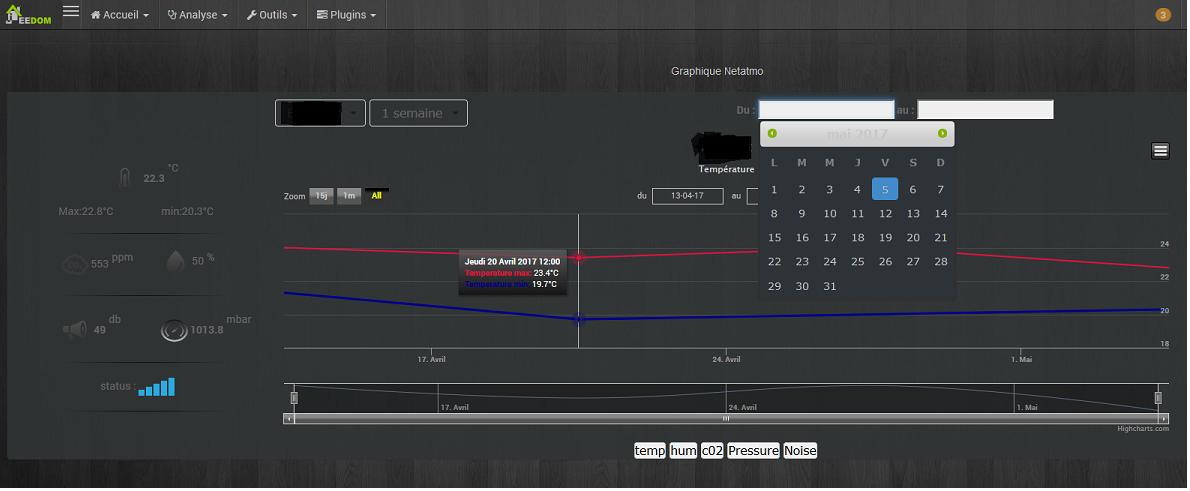 JEEDOM Accueil Analyse Outils Plugins 3
Graphique Netatmo
1 semaine Du : au :
Température
mai 2017
L M M J V S D
1 2 3 4 5 6 7
8 9 10 11 12 13 14
15 16 17 18 19 20 21
22 23 24 25 26 27 28
29 30 31
22.3 °C
Max:22.8°C min:20.3°C
CO2 553 ppm 50 %
49 db 1013.8 mbar
status :
Zoom 15j 1m All du 13-04-17 au
Jeudi 20 Avril 2017 12:00
Temperature max: 23.4°C
Temperature min: 19.7°C
24
22
20
18
17. Avril 24. Avril 1. Mai
17. Avril 24. Avril 1. Mai
Highcharts.com
temp hum c02 Pressure Noise